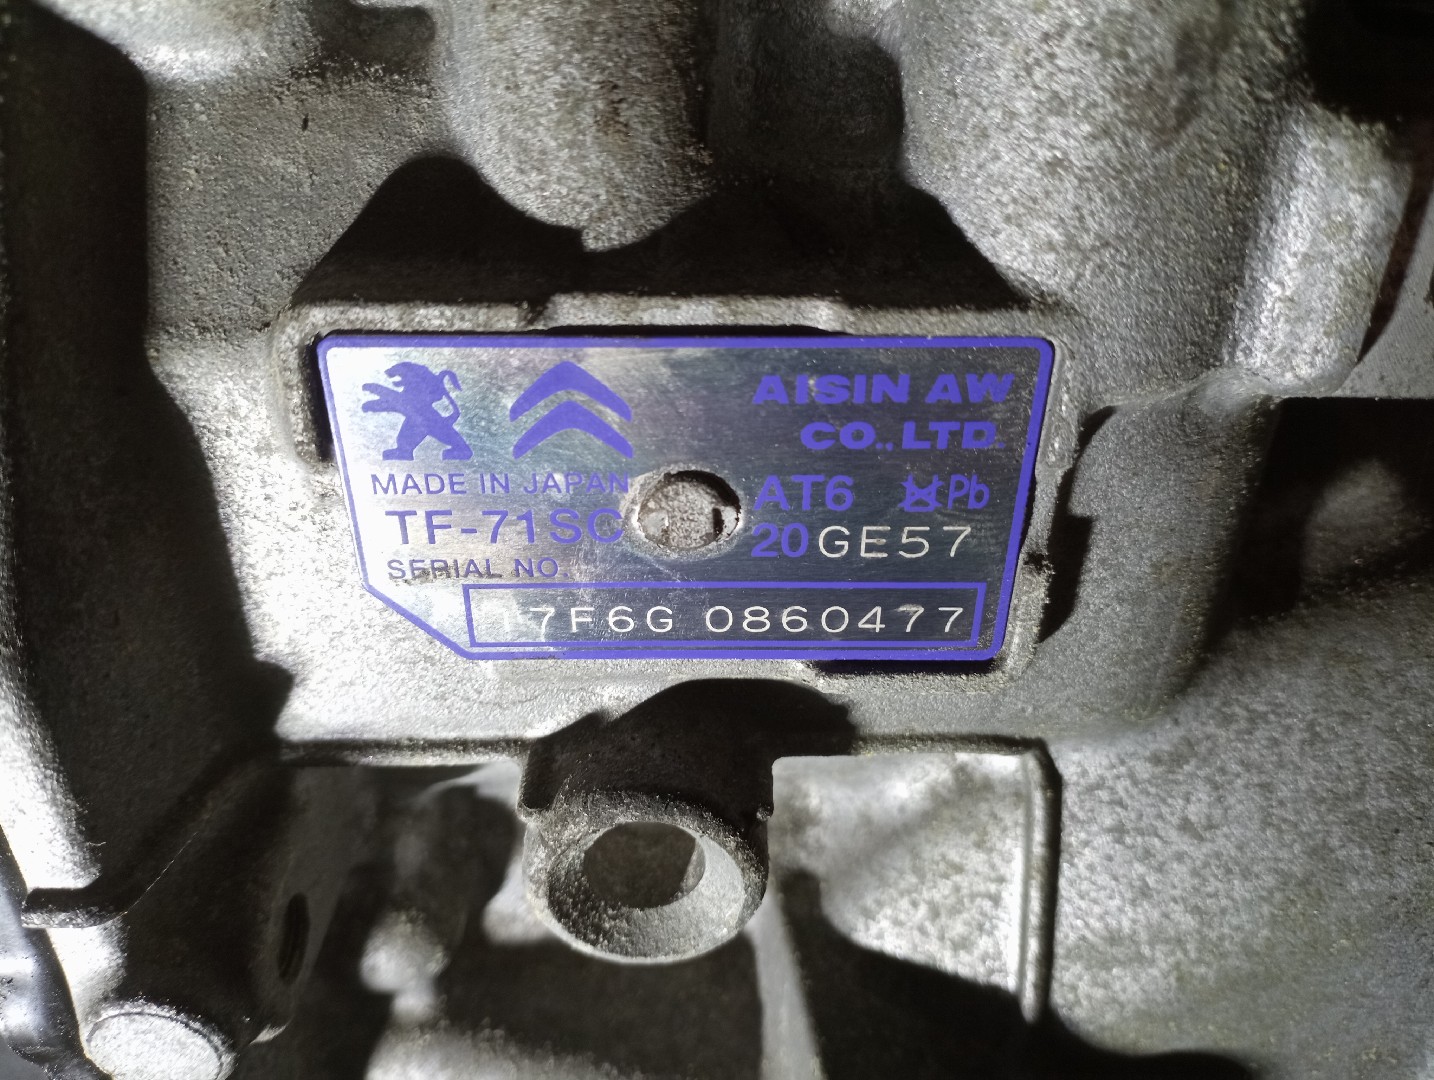 AISIN AW
CO.,LTD.
MADE IN JAPAN
TF-71SC
AT6 Pb
20GE57
SERIAL NO.
17F6G 0860477